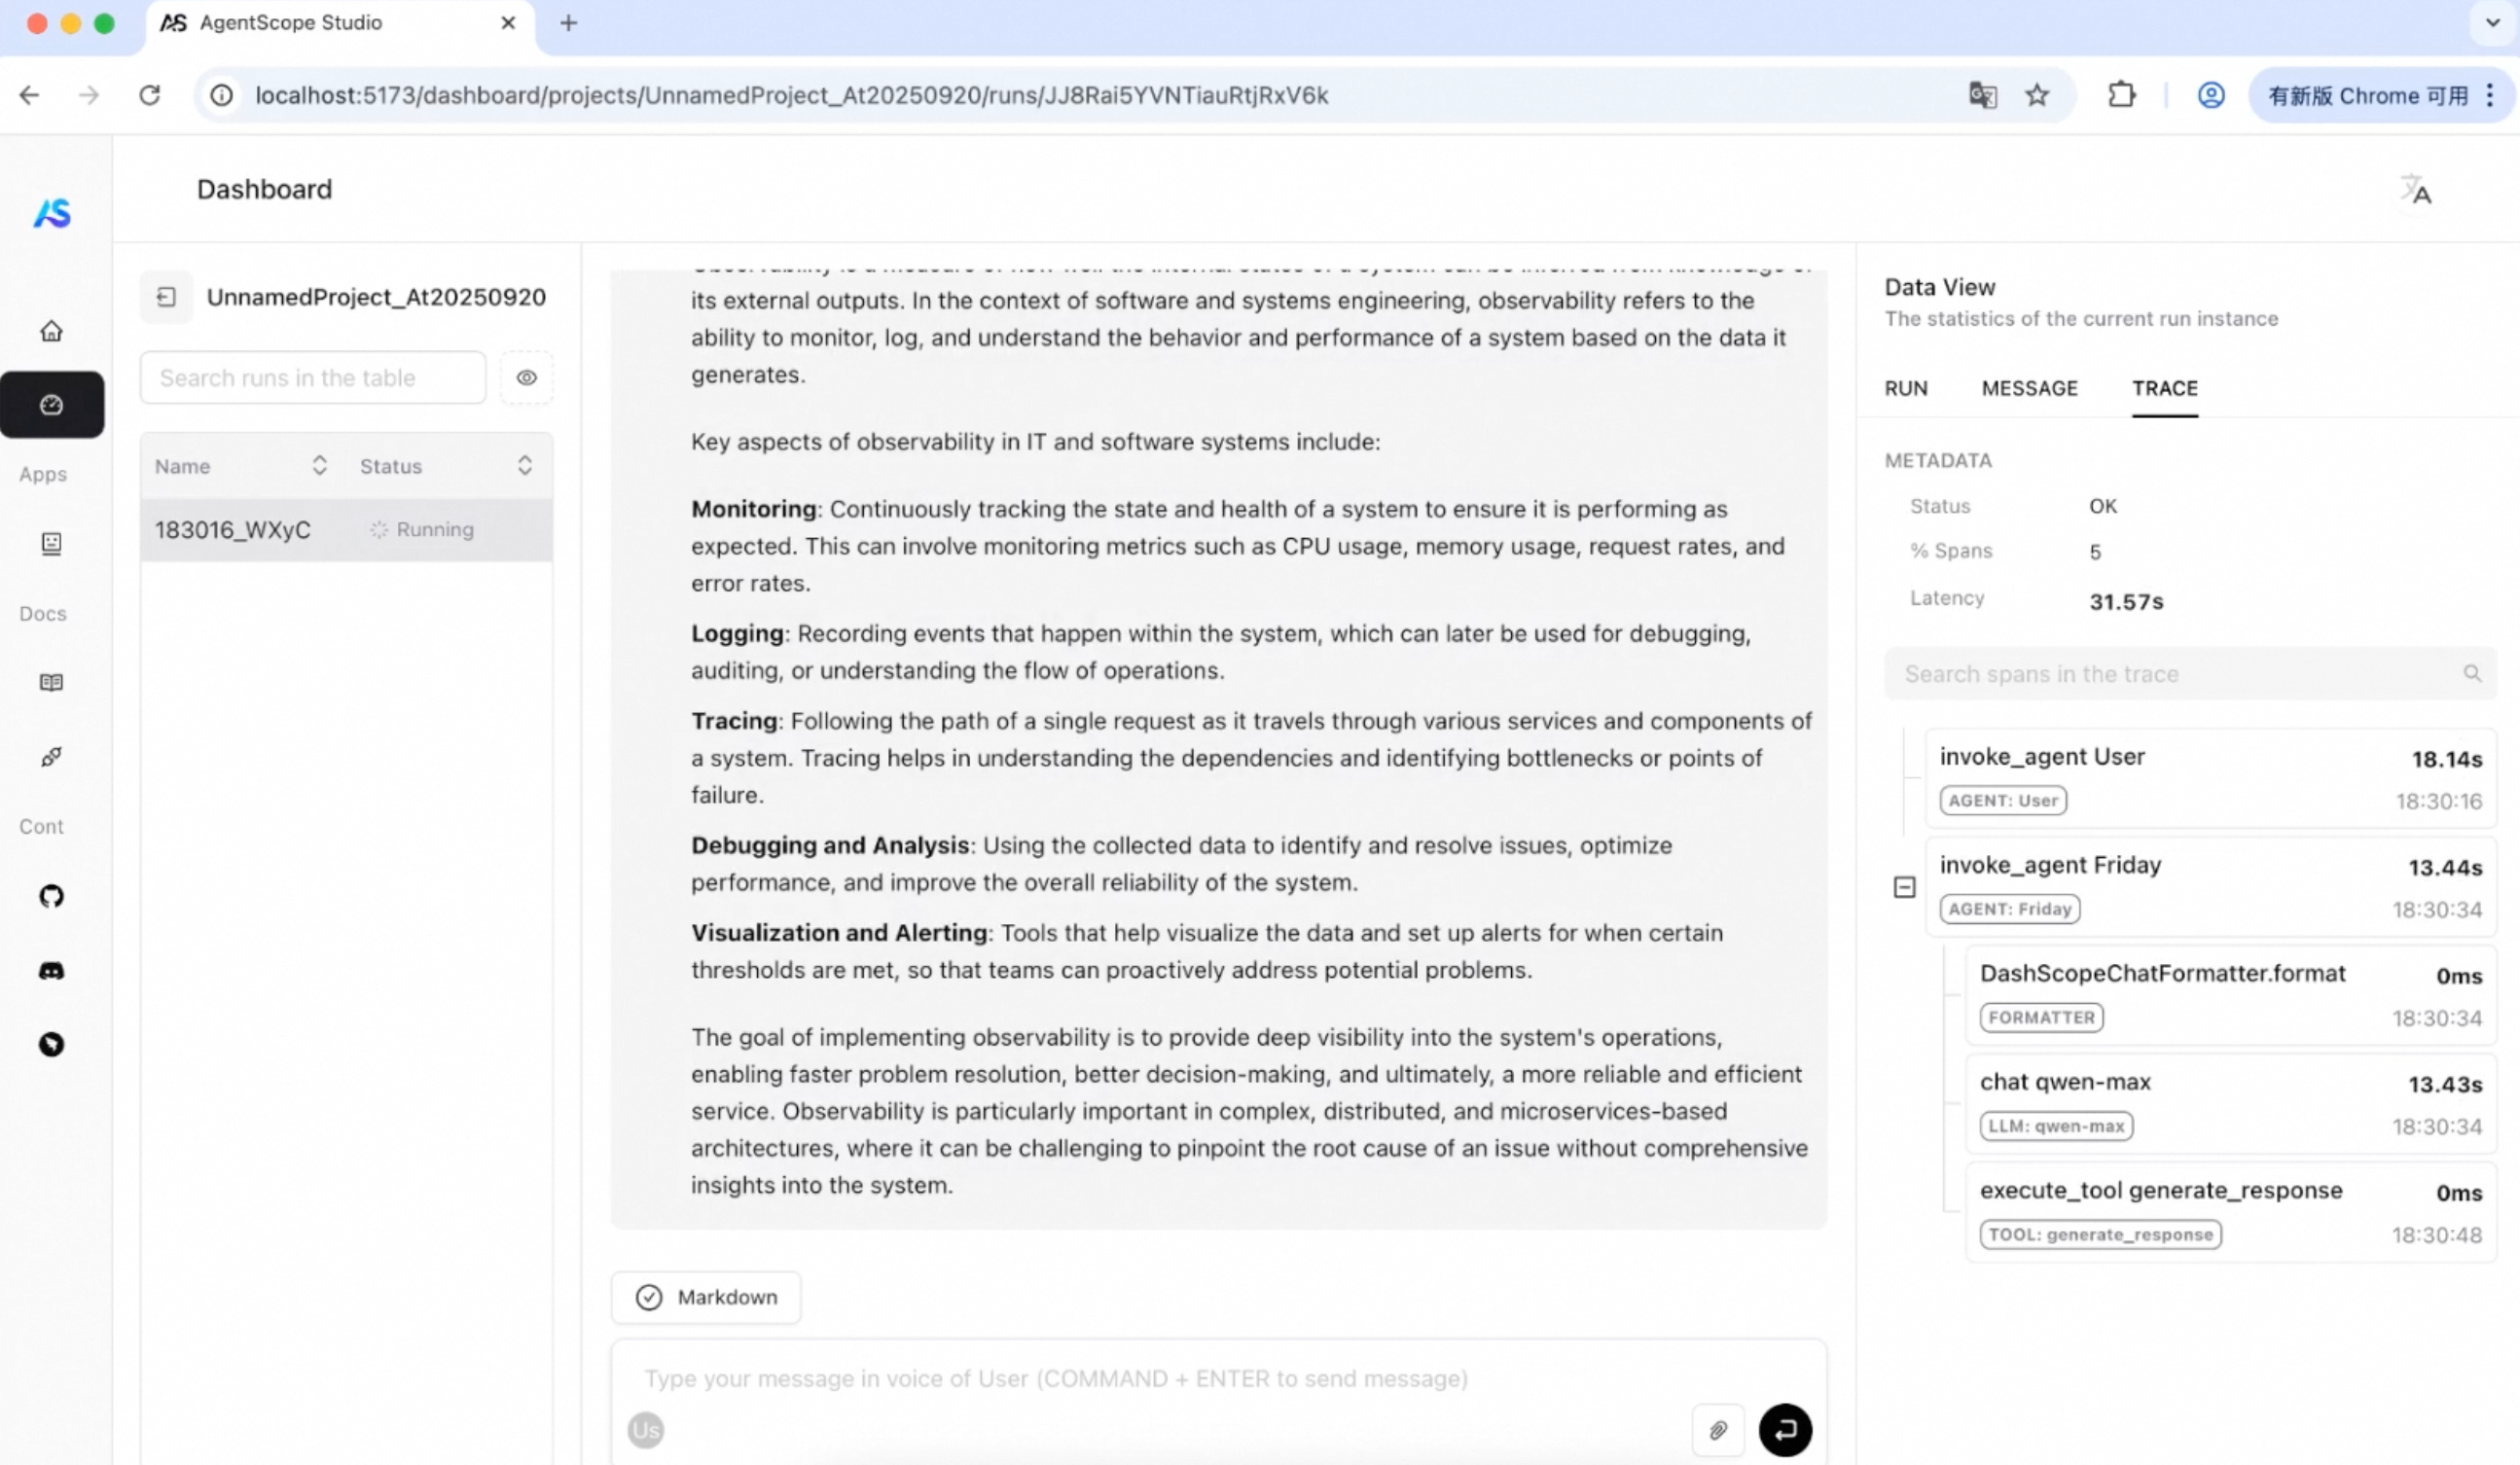 AgentScope Studio
localhost:5173/dashboard/projects/UnnamedProject_At20250920/runs/JJ8Rai5YVNTiauRtjRxV6k
有新版 Chrome 可用
Dashboard
Apps
Docs
Cont
UnnamedProject_At20250920
Search runs in the table
Name Status
183016_WXyC Running
Observability is a measure of how well the internal states of a system can be inferred from knowledge of
its external outputs. In the context of software and systems engineering, observability refers to the
ability to monitor, log, and understand the behavior and performance of a system based on the data it
generates.
Key aspects of observability in IT and software systems include:
Monitoring: Continuously tracking the state and health of a system to ensure it is performing as
expected. This can involve monitoring metrics such as CPU usage, memory usage, request rates, and
error rates.
Logging: Recording events that happen within the system, which can later be used for debugging,
auditing, or understanding the flow of operations.
Tracing: Following the path of a single request as it travels through various services and components of
a system. Tracing helps in understanding the dependencies and identifying bottlenecks or points of
failure.
Debugging and Analysis: Using the collected data to identify and resolve issues, optimize
performance, and improve the overall reliability of the system.
Visualization and Alerting: Tools that help visualize the data and set up alerts for when certain
thresholds are met, so that teams can proactively address potential problems.
The goal of implementing observability is to provide deep visibility into the system's operations,
enabling faster problem resolution, better decision-making, and ultimately, a more reliable and efficient
service. Observability is particularly important in complex, distributed, and microservices-based
architectures, where it can be challenging to pinpoint the root cause of an issue without comprehensive
insights into the system.
Markdown
Type your message in voice of User (COMMAND + ENTER to send message)
Us
Data View
The statistics of the current run instance
RUN MESSAGE TRACE
METADATA
Status OK
% Spans 5
Latency 31.57s
Search spans in the trace
invoke_agent User 18.14s
AGENT: User 18:30:16
invoke_agent Friday 13.44s
AGENT: Friday 18:30:34
DashScopeChatFormatter.format 0ms
FORMATTER 18:30:34
chat qwen-max 13.43s
LLM: qwen-max 18:30:34
execute_tool generate_response 0ms
TOOL: generate_response 18:30:48